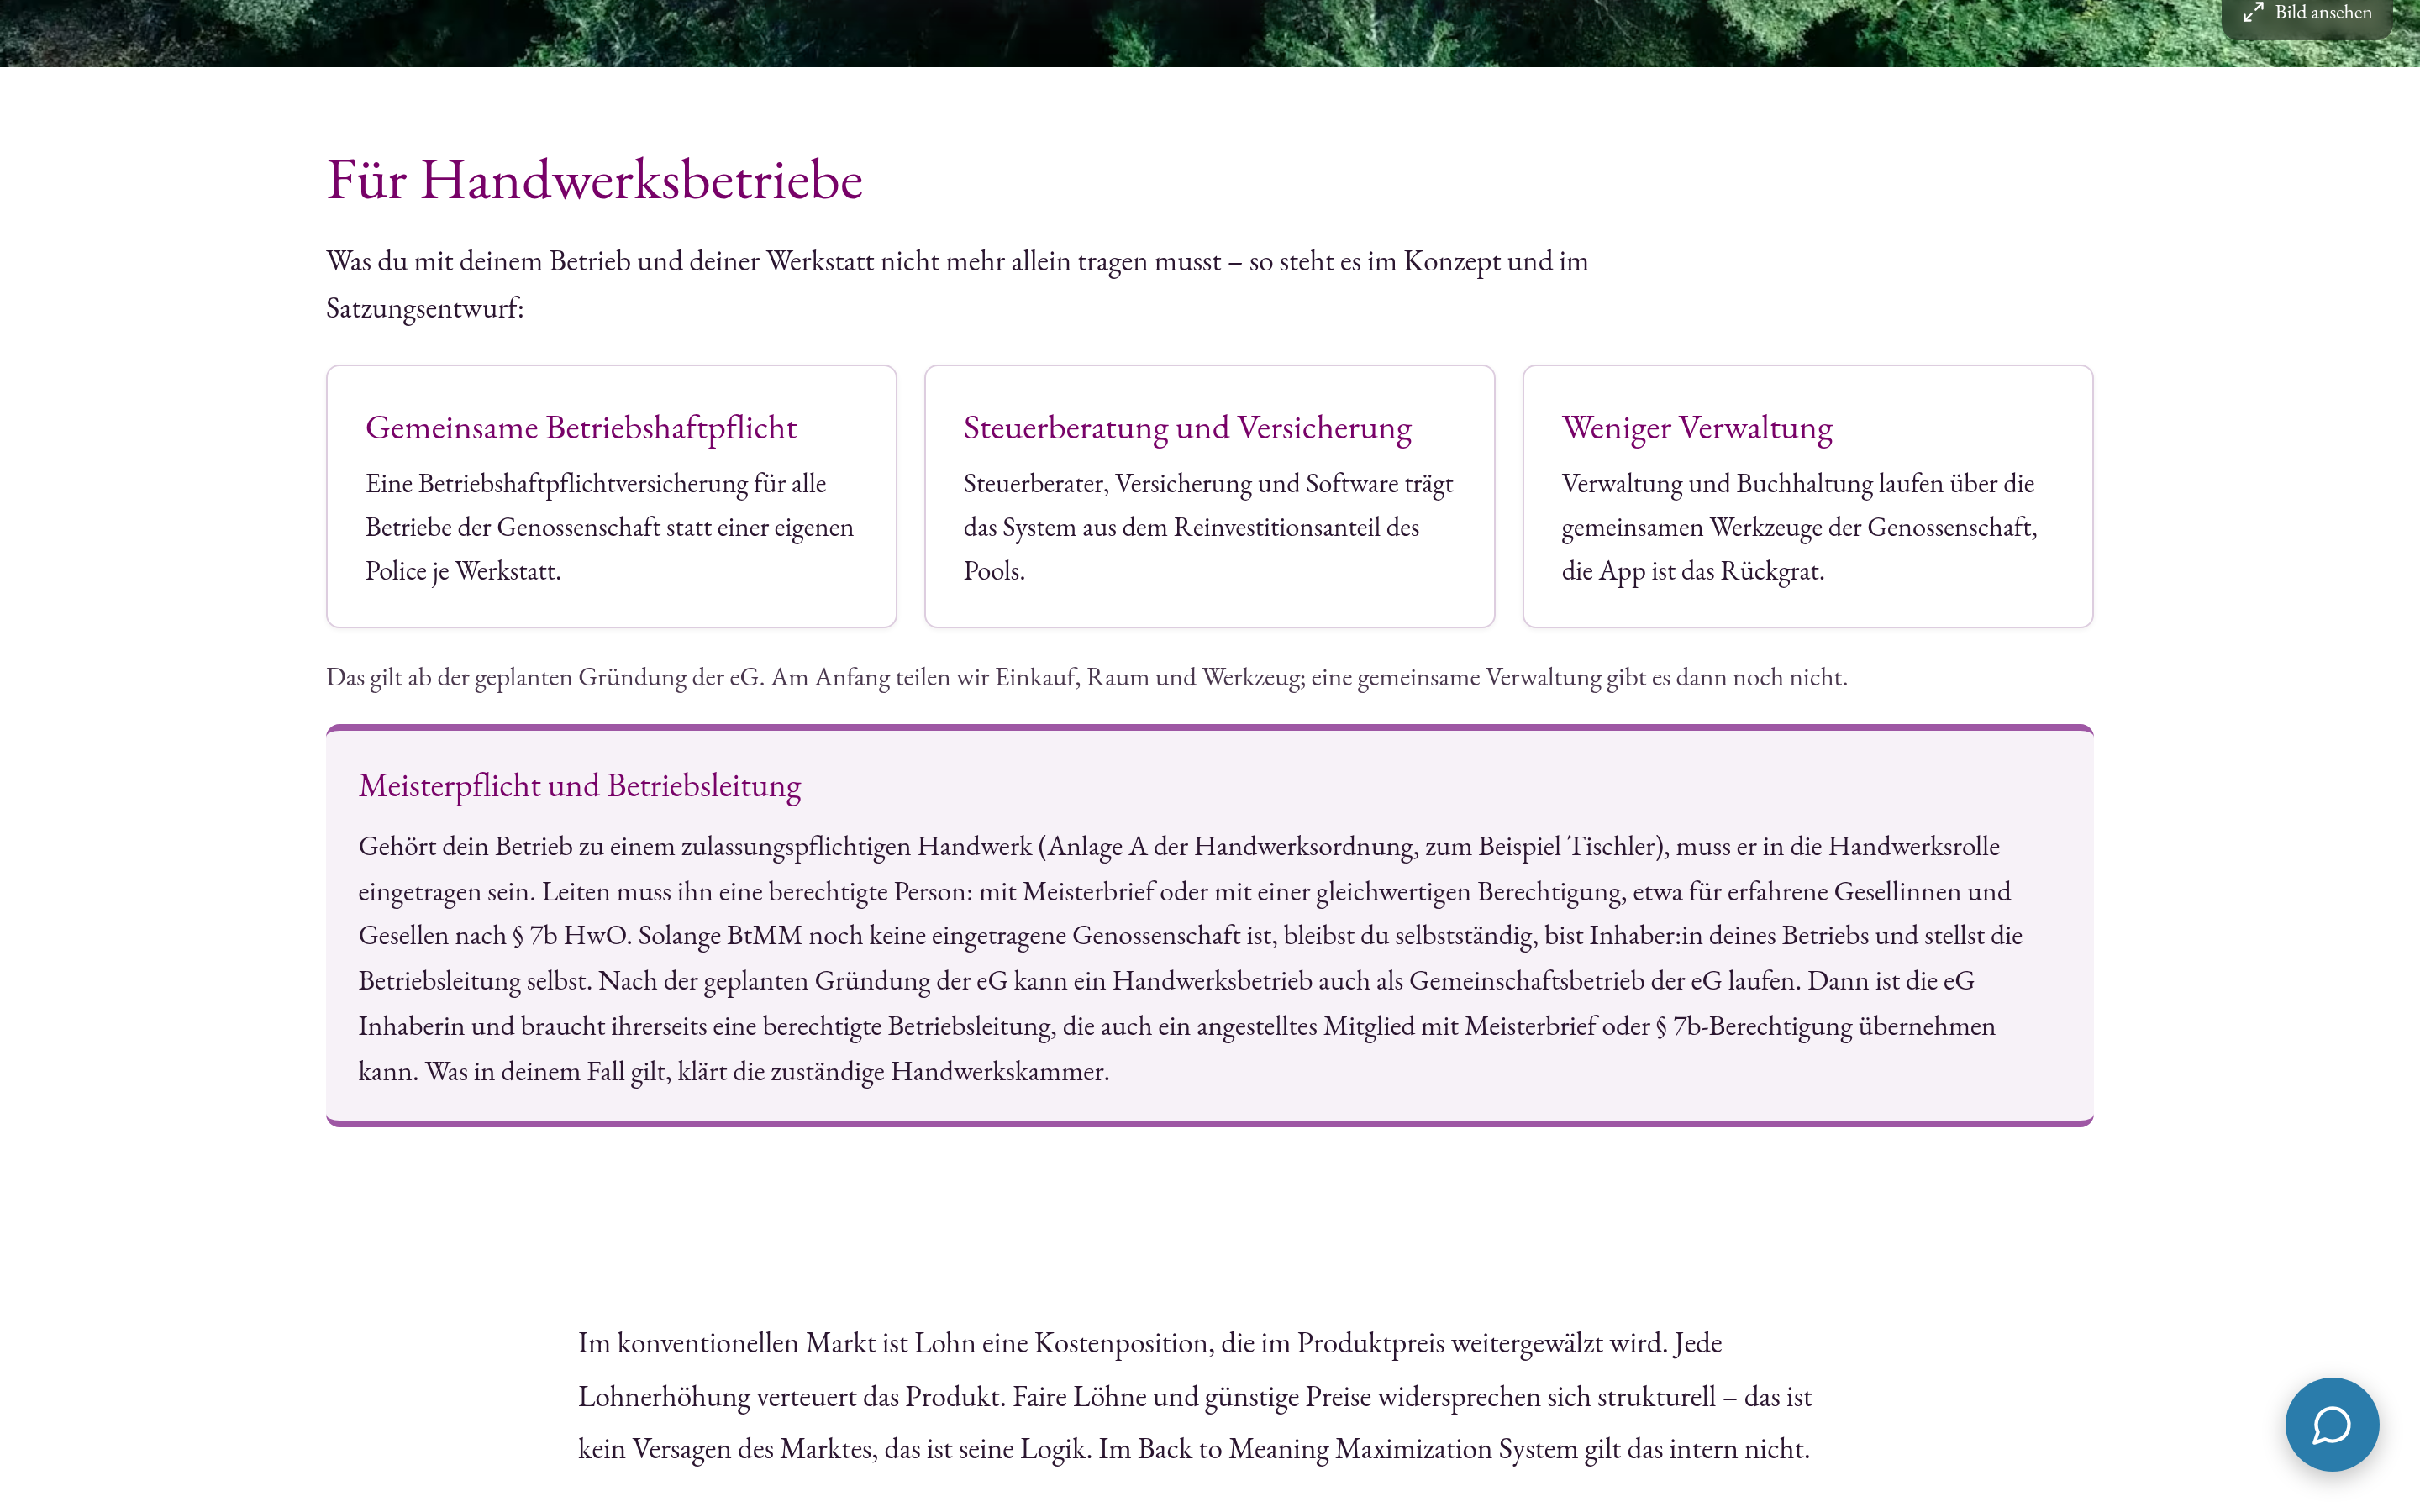 Bild ansehen
Für Handwerksbetriebe
Was du mit deinem Betrieb und deiner Werkstatt nicht mehr allein tragen musst – so steht es im Konzept und im
Satzungsentwurf:
Gemeinsame Betriebshaftpflicht
Eine Betriebshaftpflichtversicherung für alle
Betriebe der Genossenschaft statt einer eigenen
Police je Werkstatt.
Steuerberatung und Versicherung
Steuerberater, Versicherung und Software trägt
das System aus dem Reinvestitionsanteil des
Pools.
Weniger Verwaltung
Verwaltung und Buchhaltung laufen über die
gemeinsamen Werkzeuge der Genossenschaft,
die App ist das Rückgrat.
Das gilt ab der geplanten Gründung der eG. Am Anfang teilen wir Einkauf, Raum und Werkzeug; eine gemeinsame Verwaltung gibt es dann noch nicht.
Meisterpflicht und Betriebsleitung
Gehört dein Betrieb zu einem zulassungspflichtigen Handwerk (Anlage A der Handwerksordnung, zum Beispiel Tischler), muss er in die Handwerksrolle
eingetragen sein. Leiten muss ihn eine berechtigte Person: mit Meisterbrief oder mit einer gleichwertigen Berechtigung, etwa für erfahrene Gesellinnen und
Gesellen nach § 7b HwO. Solange BtMM noch keine eingetragene Genossenschaft ist, bleibst du selbstständig, bist Inhaber:in deines Betriebs und stellst die
Betriebsleitung selbst. Nach der geplanten Gründung der eG kann ein Handwerksbetrieb auch als Gemeinschaftsbetrieb der eG laufen. Dann ist die eG
Inhaberin und braucht ihrerseits eine berechtigte Betriebsleitung, die auch ein angestelltes Mitglied mit Meisterbrief oder § 7b-Berechtigung übernehmen
kann. Was in deinem Fall gilt, klärt die zuständige Handwerkskammer.
Im konventionellen Markt ist Lohn eine Kostenposition, die im Produktpreis weitergewälzt wird. Jede
Lohnerhöhung verteuert das Produkt. Faire Löhne und günstige Preise widersprechen sich strukturell – das ist
kein Versagen des Marktes, das ist seine Logik. Im Back to Meaning Maximization System gilt das intern nicht.